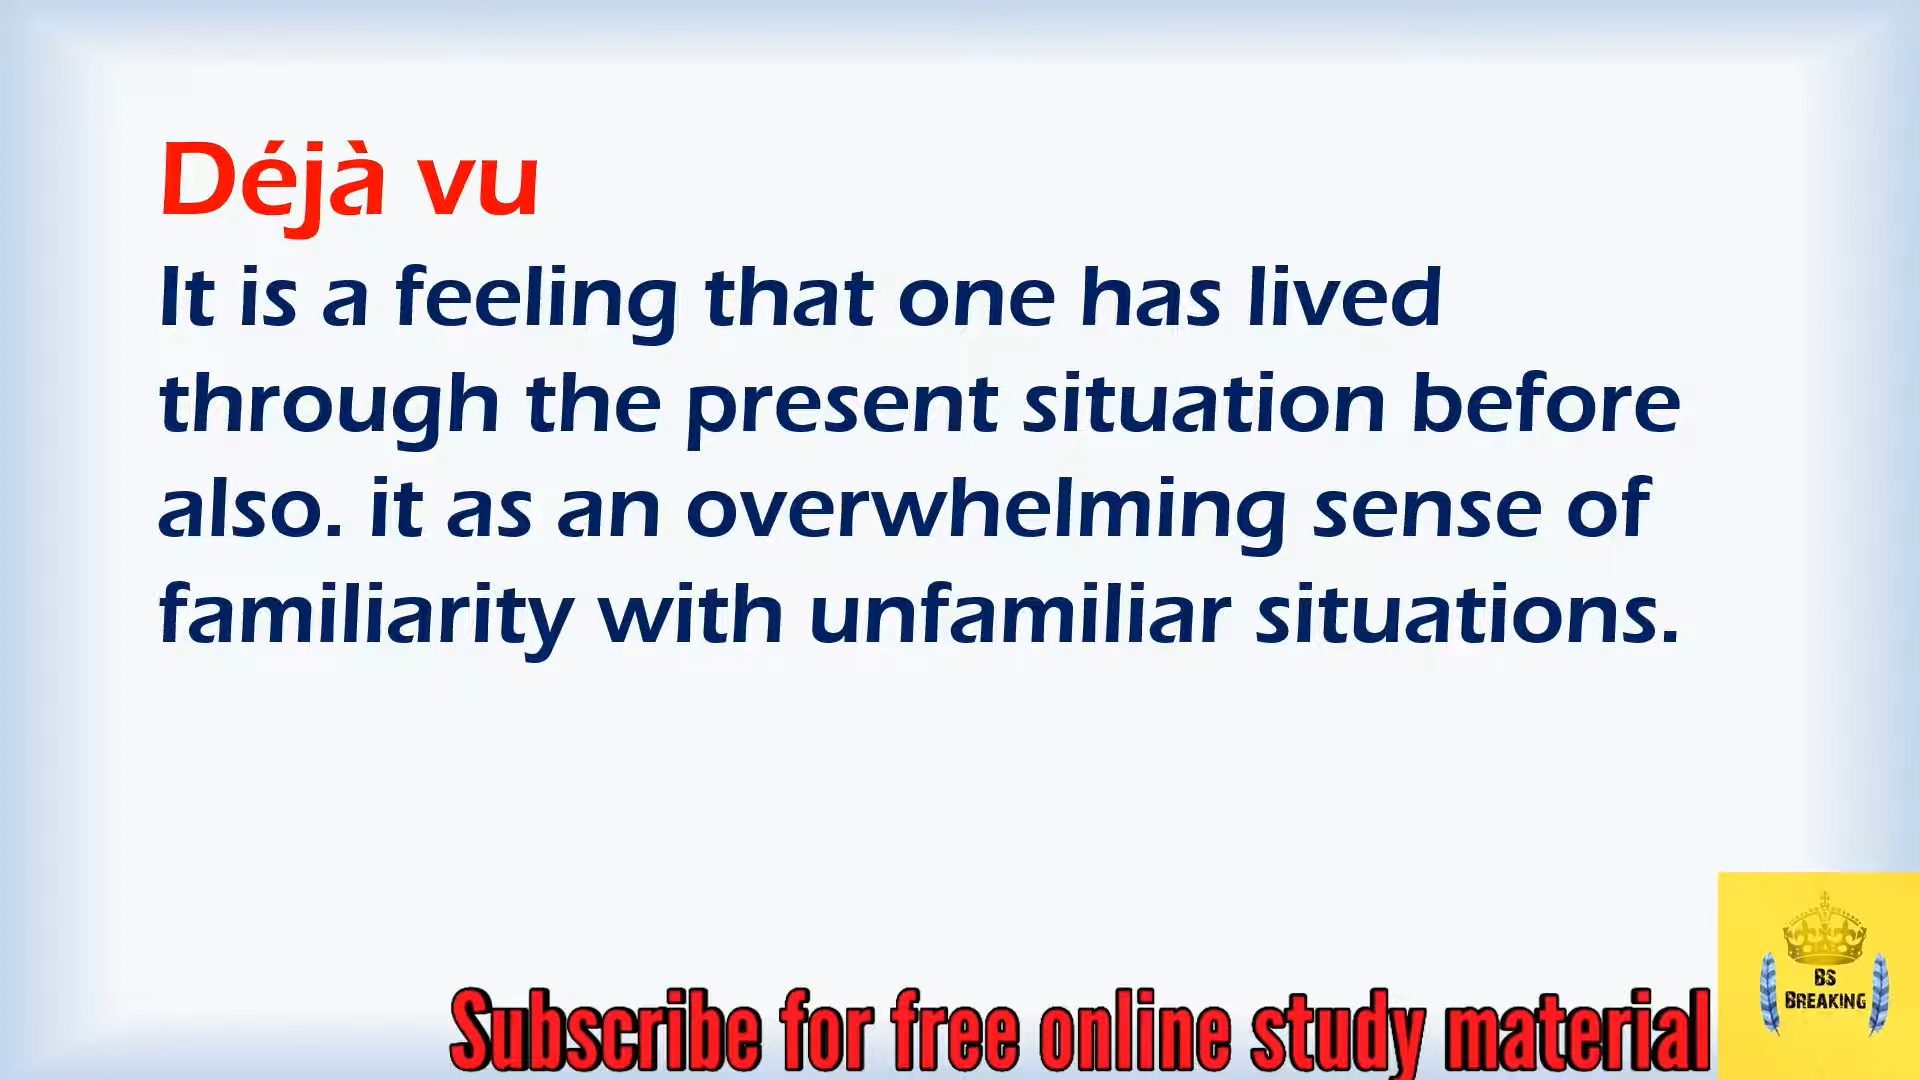 Déjà vu
It is a feeling that one has lived
through the present situation before
also. it as an overwhelming sense of
familiarity with unfamiliar situations.
BS
BREAKING
Subscribe for free online study material